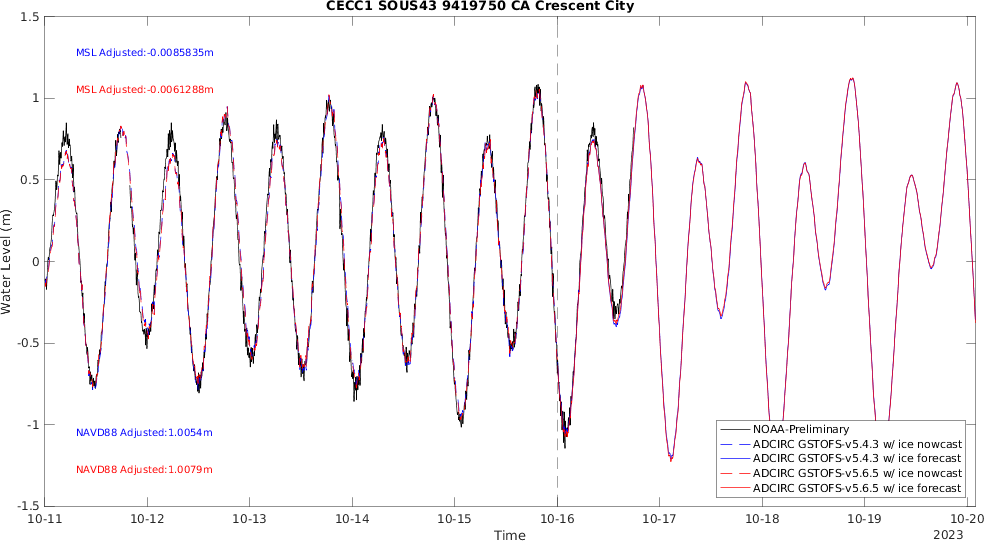 CECC1 SOUS43 9419750 CA Crescent City
1.5
MSL Adjusted:-0.0085835m
MSL Adjusted:-0.0061288m
1
0.5
0
-0.5
-1
-1.5
Water Level (m)
NAVD88 Adjusted:1.0054m
NAVD88 Adjusted:1.0079m
NOAA-Preliminary
ADCIRC GSTOFS-v5.4.3 w/ ice nowcast
ADCIRC GSTOFS-v5.4.3 w/ ice forecast
ADCIRC GSTOFS-v5.6.5 w/ ice nowcast
ADCIRC GSTOFS-v5.6.5 w/ ice forecast
10-11 10-12 10-13 10-14 10-15 10-16 10-17 10-18 10-19 10-20
Time
2023